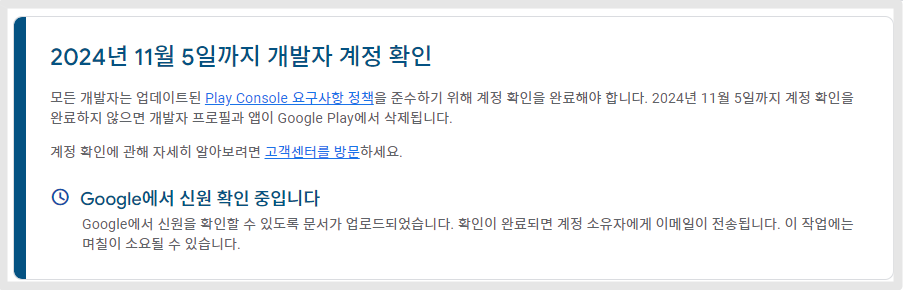 2024년 11월 5일까지 개발자 계정 확인
모든 개발자는 업데이트된 Play Console 요구사항 정책을 준수하기 위해 계정 확인을 완료해야 합니다. 2024년 11월 5일까지 계정 확인을
완료하지 않으면 개발자 프로필과 앱이 Google Play에서 삭제됩니다.
계정 확인에 관해 자세히 알아보려면 고객센터를 방문하세요.
Google에서 신원 확인 중입니다
Google에서 신원을 확인할 수 있도록 문서가 업로드되었습니다. 확인이 완료되면 계정 소유자에게 이메일이 전송됩니다. 이 작업에는
며칠이 소요될 수 있습니다.